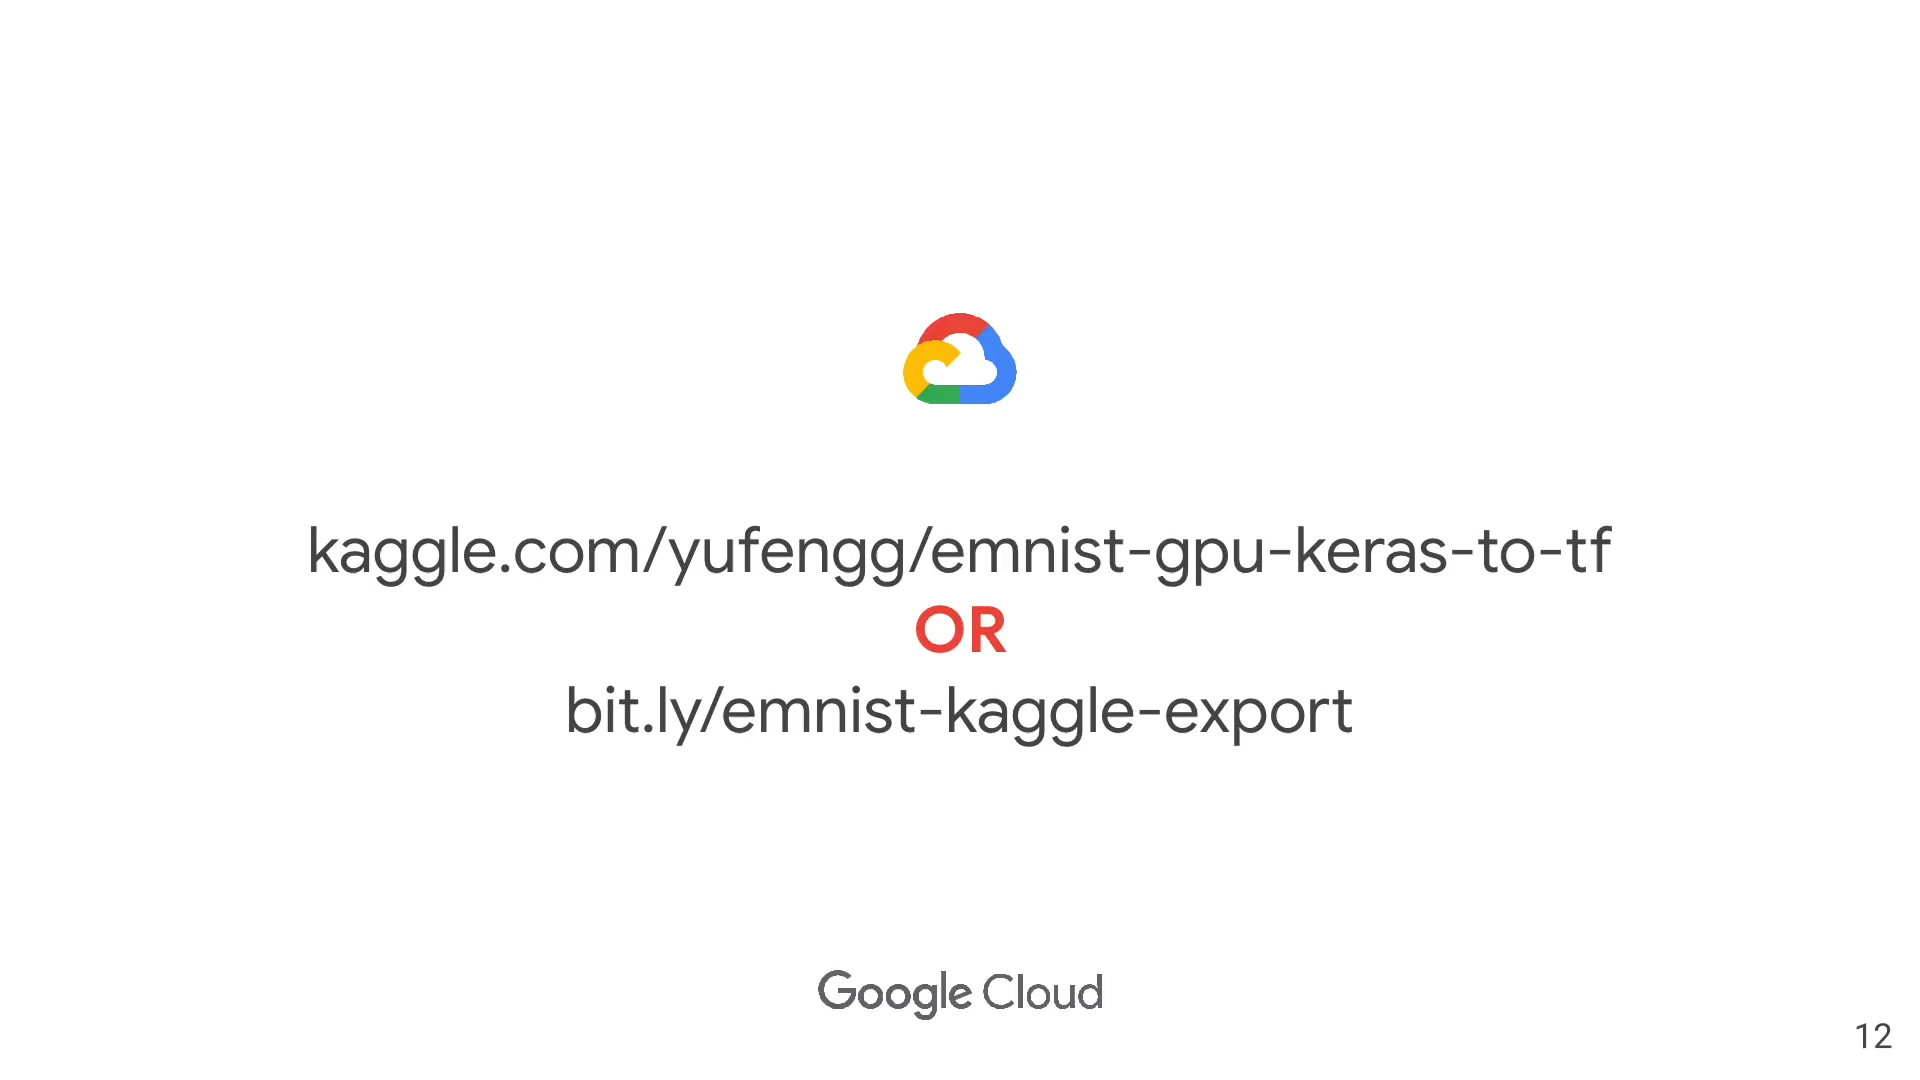 kaggle.com/yufengg/emnist-gpu-keras-to-tf
OR
bit.ly/emnist-kaggle-export
Google Cloud
12